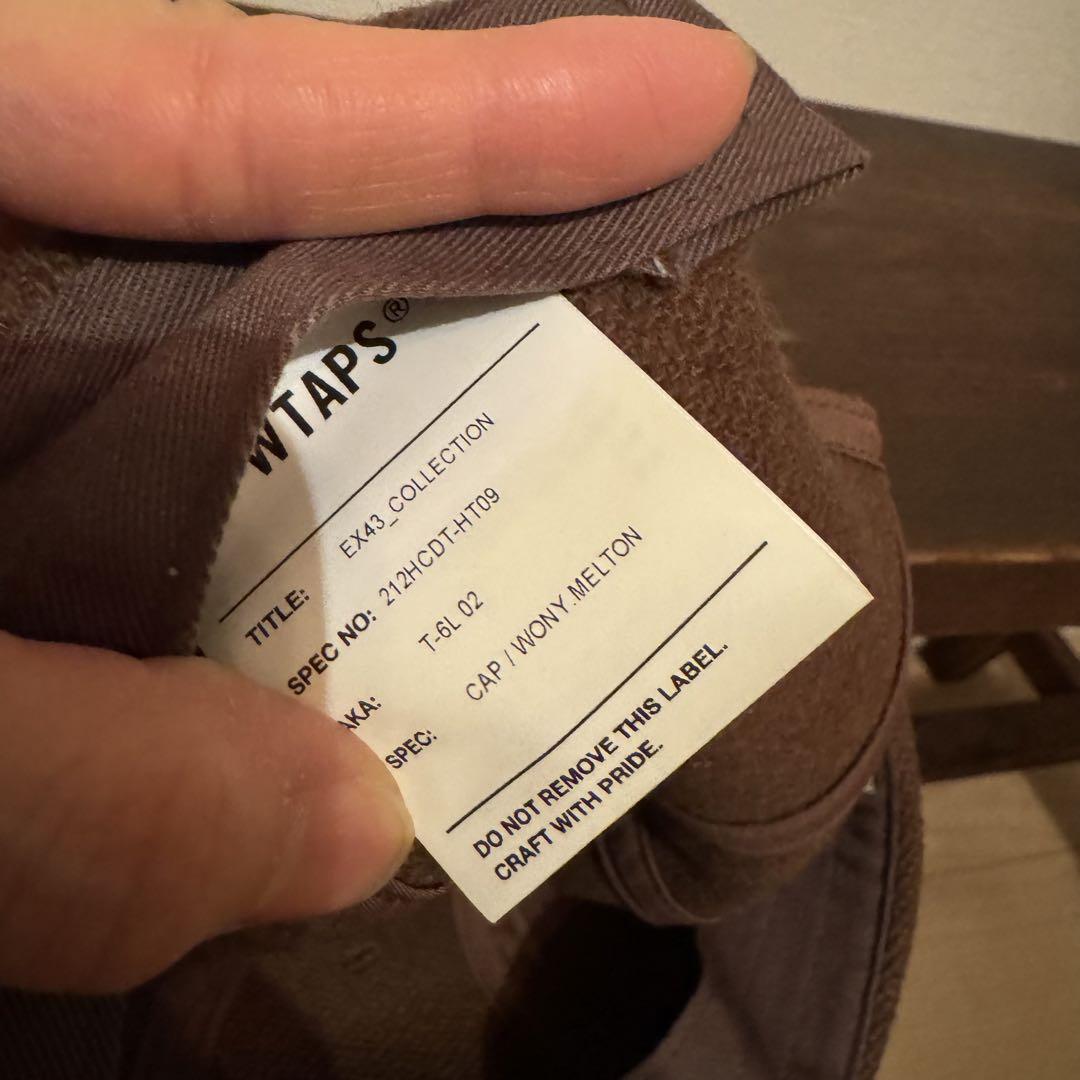 WTAPS®
TITLE: EX43_COLLECTION
SPEC NO: 212HCDT-HT09
AKA: T-6L 02
SPEC: CAP / WONY.MELTON
DO NOT REMOVE THIS LABEL.
CRAFT WITH PRIDE.